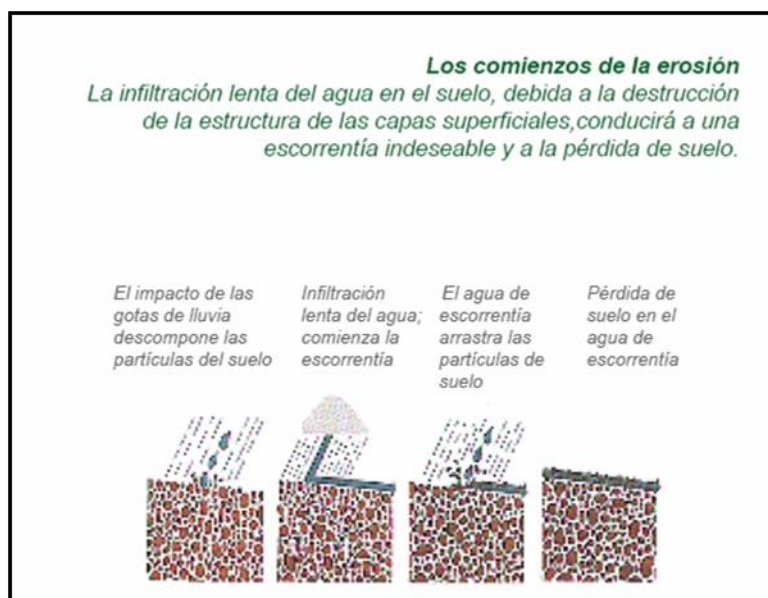 Los comienzos de la erosión
La infiltración lenta del agua en el suelo, debida a la destrucción
de la estructura de las capas superficiales,conducirá a una
escorrentía indeseable y a la pérdida de suelo.
El impacto de las
gotas de lluvia
descompone las
partículas del suelo
Infiltración
lenta del agua;
comienza la
escorrentía
El agua de
escorrentía
arrastra las
partículas de
suelo
Pérdida de
suelo en el
agua de
escorrentía